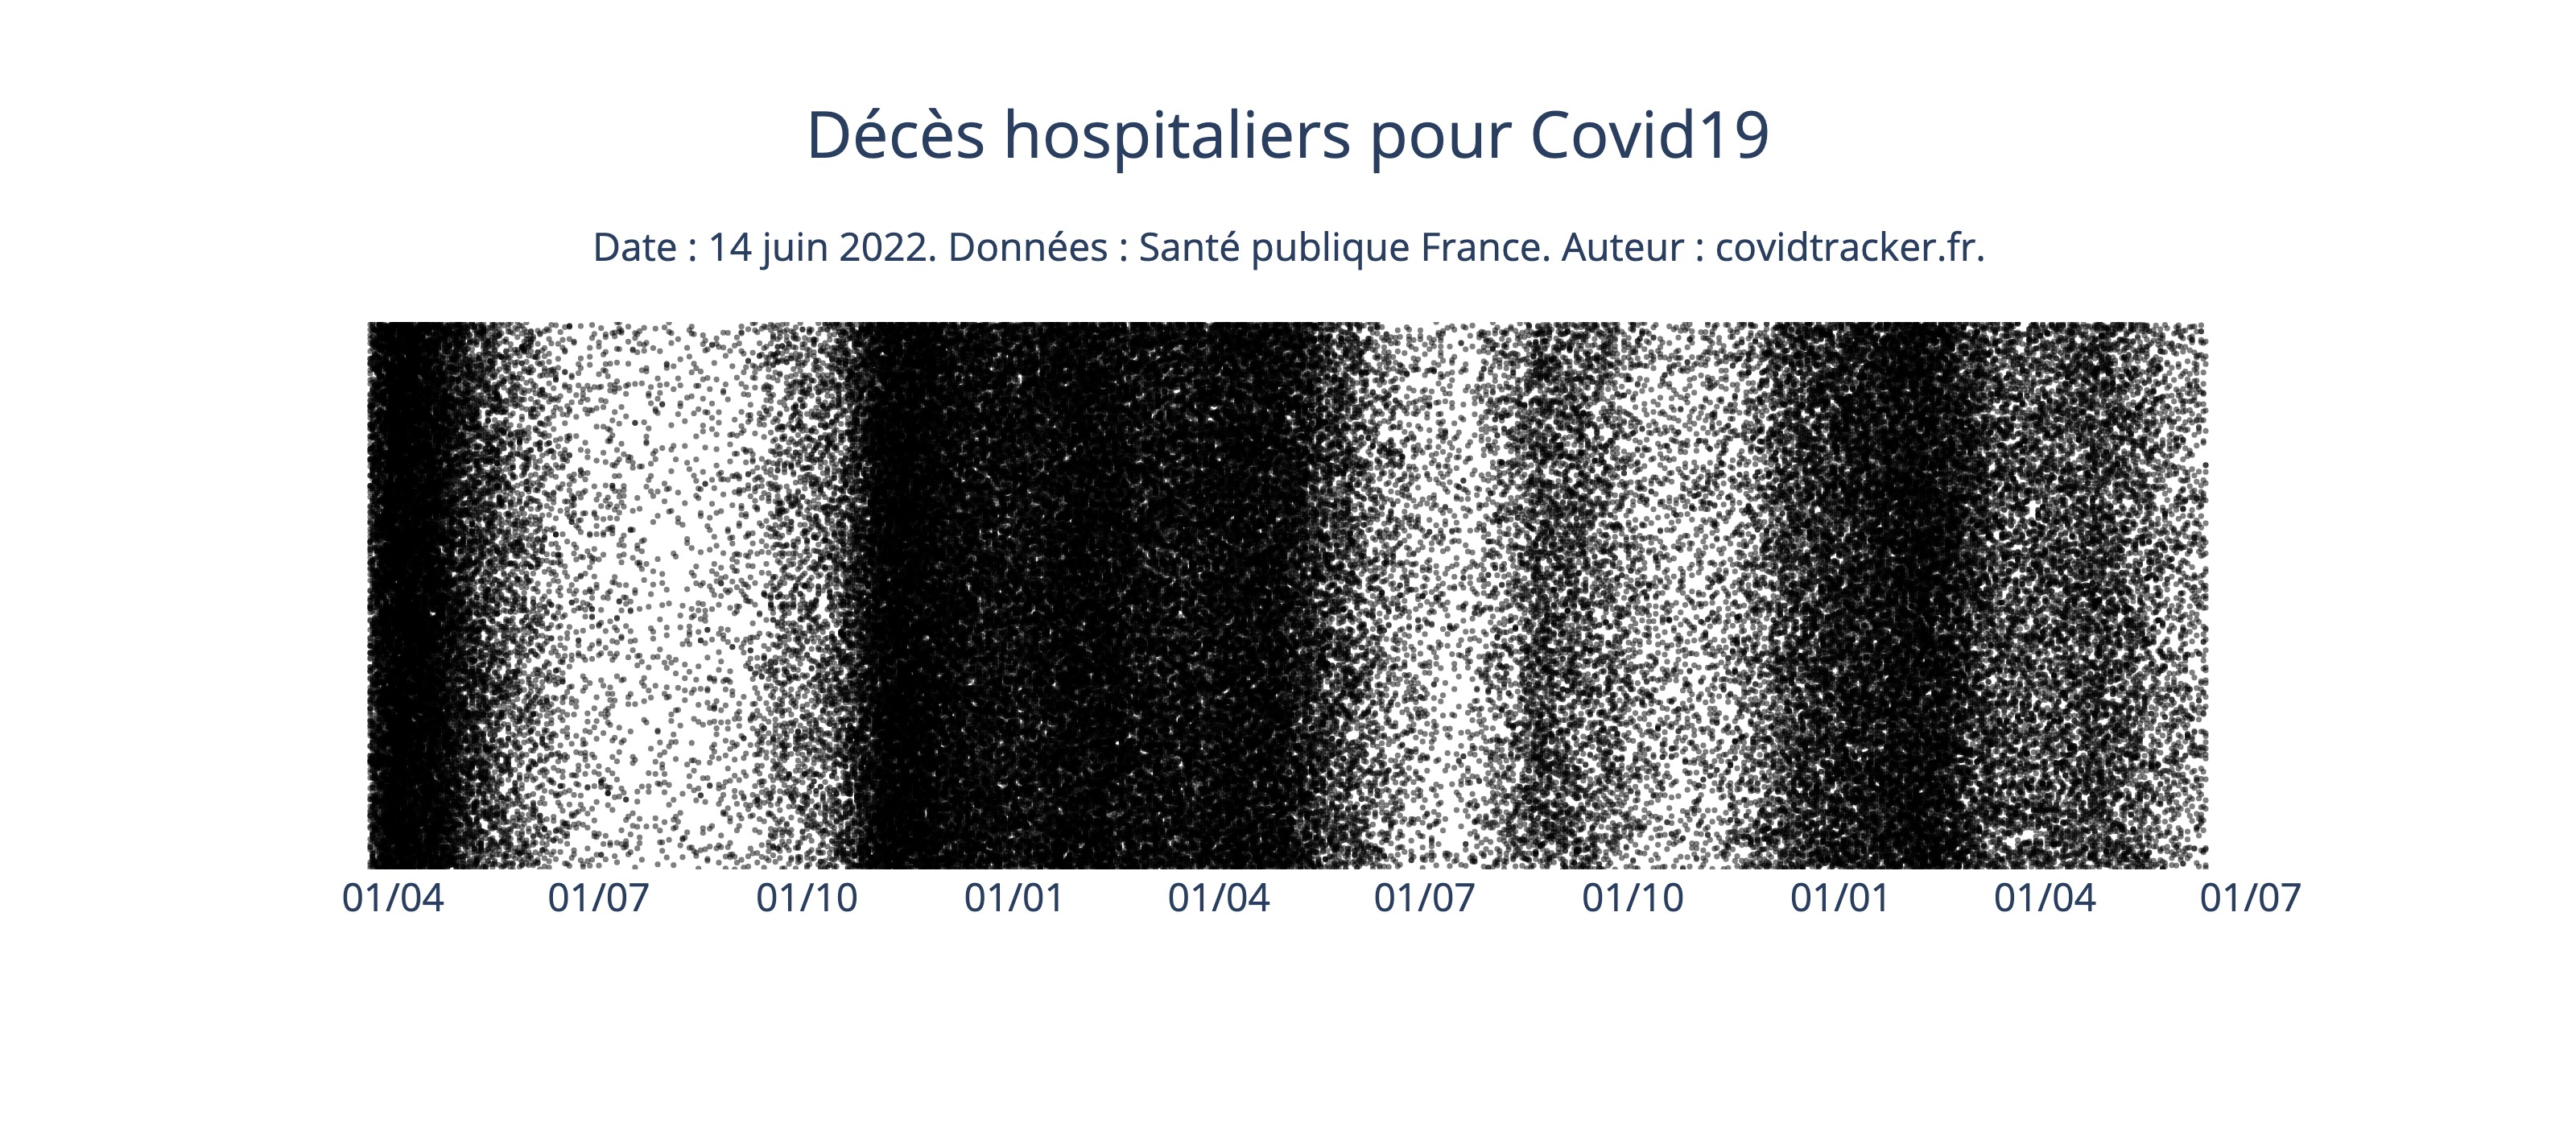 Décès hospitaliers pour Covid19
Date : 14 juin 2022. Données : Santé publique France. Auteur : covidtracker.fr.
01/04 01/07 01/10 01/01 01/04 01/07 01/10 01/01 01/04 01/07